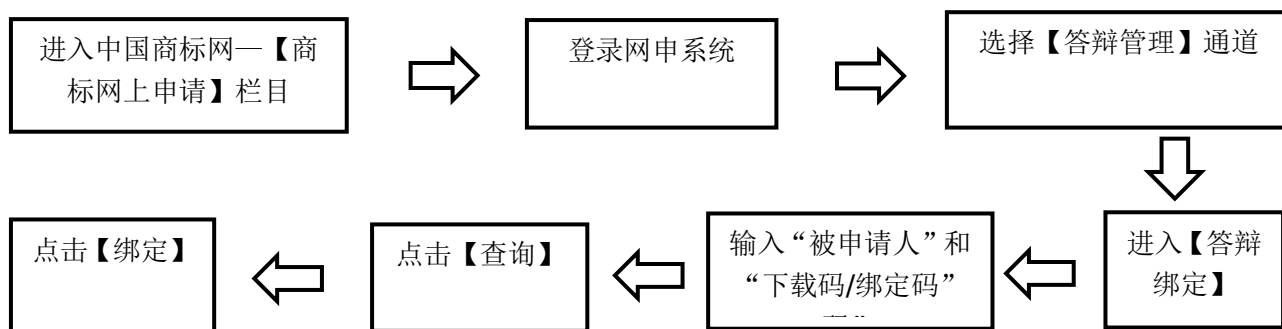 进入中国商标网—【商
标网上申请】栏目
登录网申系统
选择【答辩管理】通道
进入【答辩
绑定】
输入“被申请人”和
“下载码/绑定码”
点击【查询】
点击【绑定】